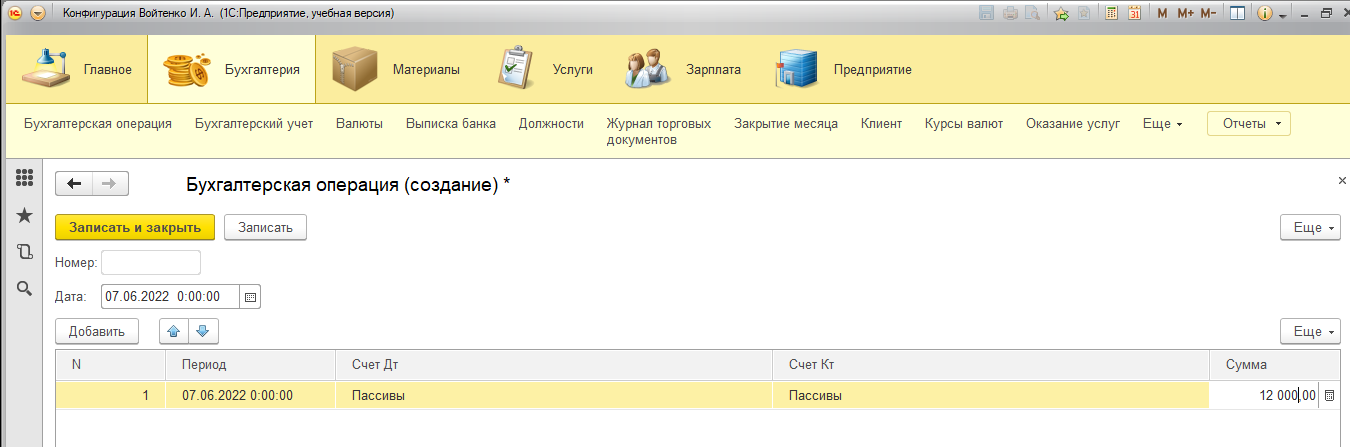 Конфигурация Войтенко И. А. (1С:Предприятие, учебная версия)
M M+ M-
Главное Бухгалтерия Материалы Услуги Зарплата Предприятие
Бухгалтерская операция Бухгалтерский учет Валюты Выписка банка Должности Журнал торговых документов Закрытие месяца Клиент Курсы валют Оказание услуг Еще Отчеты
Бухгалтерская операция (создание) *
Записать и закрыть Записать Еще
Номер:
Дата: 07.06.2022 0:00:00
Добавить Еще
N Период Счет Дт Счет Кт Сумма
1 07.06.2022 0:00:00 Пассивы Пассивы 12 000,00